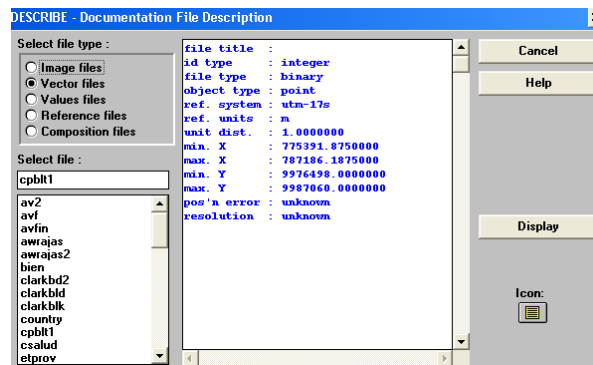 DESCRIBE - Documentation File Description
Select file type :
Image files
Vector files
Values files
Reference files
Composition files
Select file :
cpblt1
av2
avf
avfin
awrajas
awrajas2
bien
clarkbd2
clarkbld
clarkblk
country
cpblt1
csalud
etprov
file title :
id type : integer
file type : binary
object type : point
ref. system : utm-17s
ref. units : m
unit dist. : 1.0000000
min. X : 775391.8750000
max. X : 787186.1875000
min. Y : 9976498.0000000
max. Y : 9987060.0000000
pos'n error : unknown
resolution : unknown
Cancel
Help
Display
Icon: